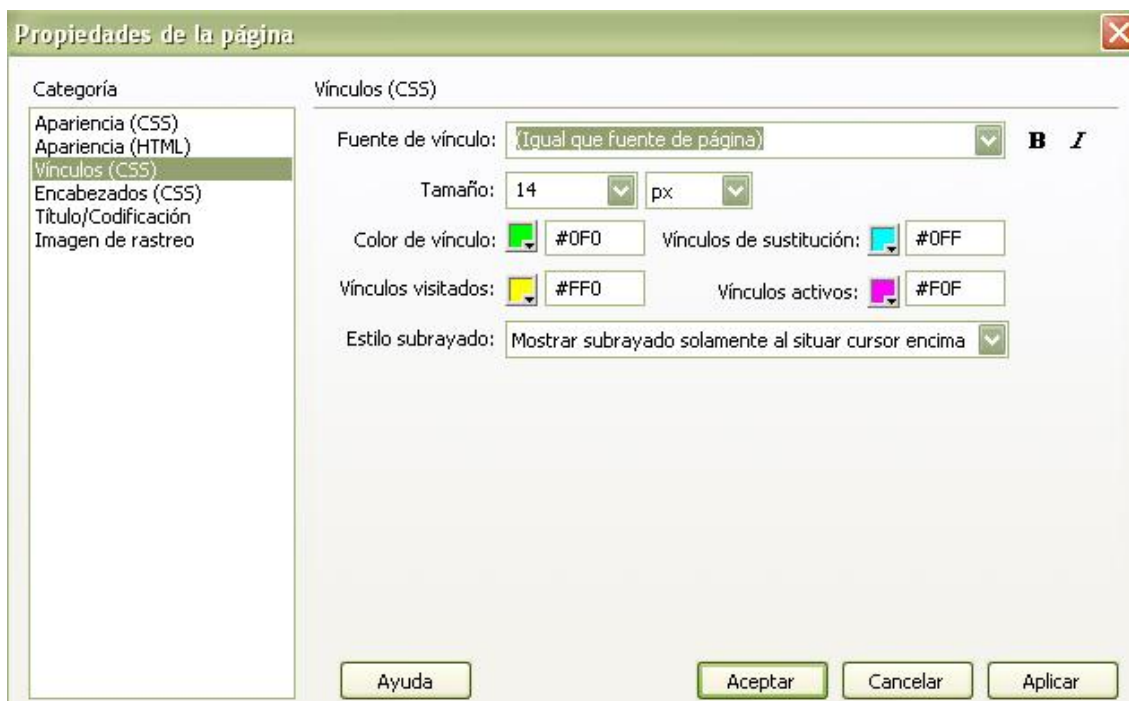 Propiedades de la página
Categoría
Apariencia (CSS)
Apariencia (HTML)
Vínculos (CSS)
Encabezados (CSS)
Título/Codificación
Imagen de rastreo
Vínculos (CSS)
Fuente de vínculo: (Igual que fuente de página) B I
Tamaño: 14 px
Color de vínculo: #0F0 Vínculos de sustitución: #0FF
Vínculos visitados: #FF0 Vínculos activos: #F0F
Estilo subrayado: Mostrar subrayado solamente al situar cursor encima
Ayuda Aceptar Cancelar Aplicar